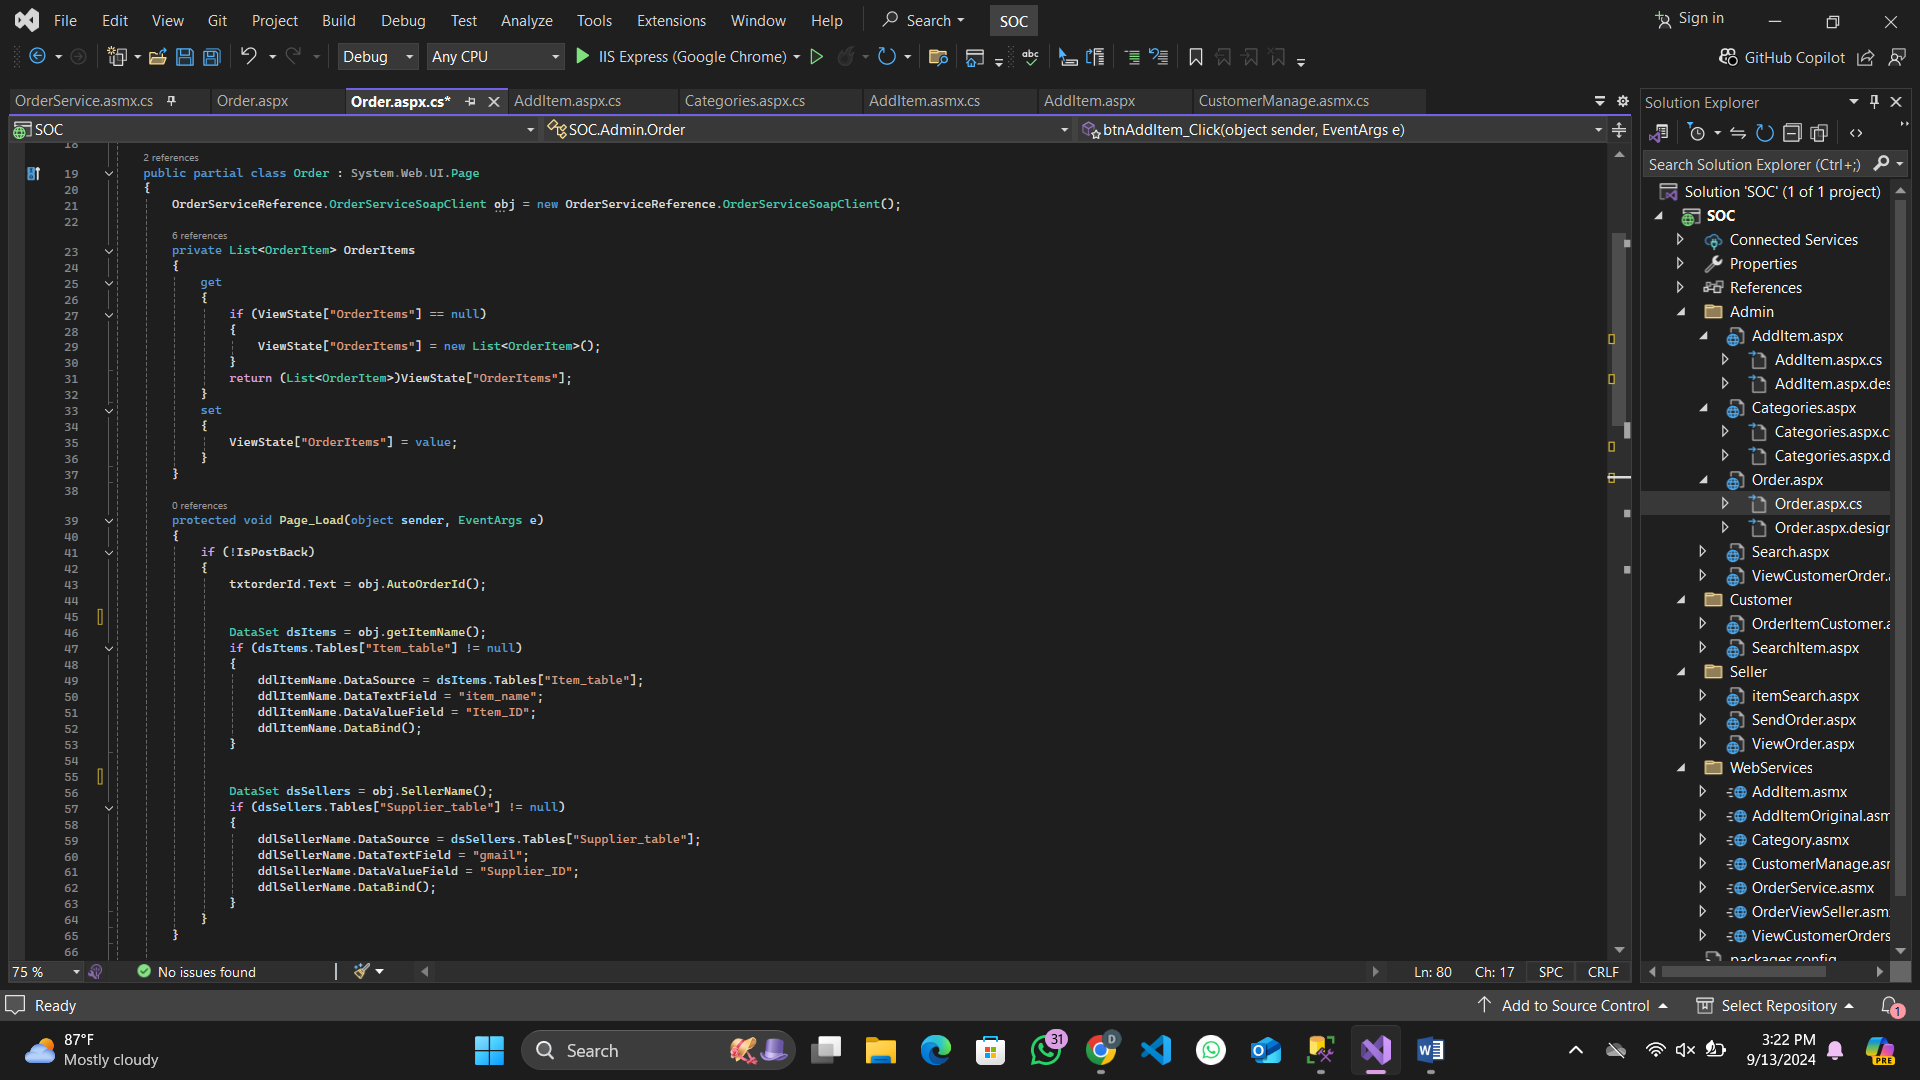 File Edit View Git Project Build Debug Test Analyze Tools Extensions Window Help Search SOC Sign in
Debug Any CPU IIS Express (Google Chrome) GitHub Copilot
OrderService.asmx.cs Order.aspx Order.aspx.cs* AddItem.aspx.cs Categories.aspx.cs AddItem.asmx.cs AddItem.aspx CustomerManage.asmx.cs
SOC SOC.Admin.Order btnAddItem_Click(object sender, EventArgs e)
18
2 references
19 public partial class Order : System.Web.UI.Page
20 {
21 OrderServiceReference.OrderServiceSoapClient obj = new OrderServiceReference.OrderServiceSoapClient();
22
6 references
23 private List<OrderItem> OrderItems
24 {
25 get
26 {
27 if (ViewState["OrderItems"] == null)
28 {
29 ViewState["OrderItems"] = new List<OrderItem>();
30 }
31 return (List<OrderItem>)ViewState["OrderItems"];
32 }
33 set
34 {
35 ViewState["OrderItems"] = value;
36 }
37 }
38
0 references
39 protected void Page_Load(object sender, EventArgs e)
40 {
41 if (!IsPostBack)
42 {
43 txtorderId.Text = obj.AutoOrderId();
44
45
46 DataSet dsItems = obj.getItemName();
47 if (dsItems.Tables["Item_table"] != null)
48 {
49 ddlItemName.DataSource = dsItems.Tables["Item_table"];
50 ddlItemName.DataTextField = "item_name";
51 ddlItemName.DataValueField = "Item_ID";
52 ddlItemName.DataBind();
53 }
54
55
56 DataSet dsSellers = obj.SellerName();
57 if (dsSellers.Tables["Supplier_table"] != null)
58 {
59 ddlSellerName.DataSource = dsSellers.Tables["Supplier_table"];
60 ddlSellerName.DataTextField = "gmail";
61 ddlSellerName.DataValueField = "Supplier_ID";
62 ddlSellerName.DataBind();
63 }
64 }
65 }
66
75 % No issues found Ln: 80 Ch: 17 SPC CRLF
Solution Explorer
Search Solution Explorer (Ctrl+;)
Solution 'SOC' (1 of 1 project)
SOC
Connected Services
Properties
References
Admin
AddItem.aspx
AddItem.aspx.cs
AddItem.aspx.des
Categories.aspx
Categories.aspx.c
Categories.aspx.d
Order.aspx
Order.aspx.cs
Order.aspx.design
Search.aspx
ViewCustomerOrder.a
Customer
OrderItemCustomer.a
SearchItem.aspx
Seller
itemSearch.aspx
SendOrder.aspx
ViewOrder.aspx
WebServices
AddItem.asmx
AddItemOriginal.asm
Category.asmx
CustomerManage.asm
OrderService.asmx
OrderViewSeller.asm
ViewCustomerOrders
packages.config
Ready Add to Source Control Select Repository 1
87°F
Mostly cloudy
Search
31
D
PRE
3:22 PM
9/13/2024